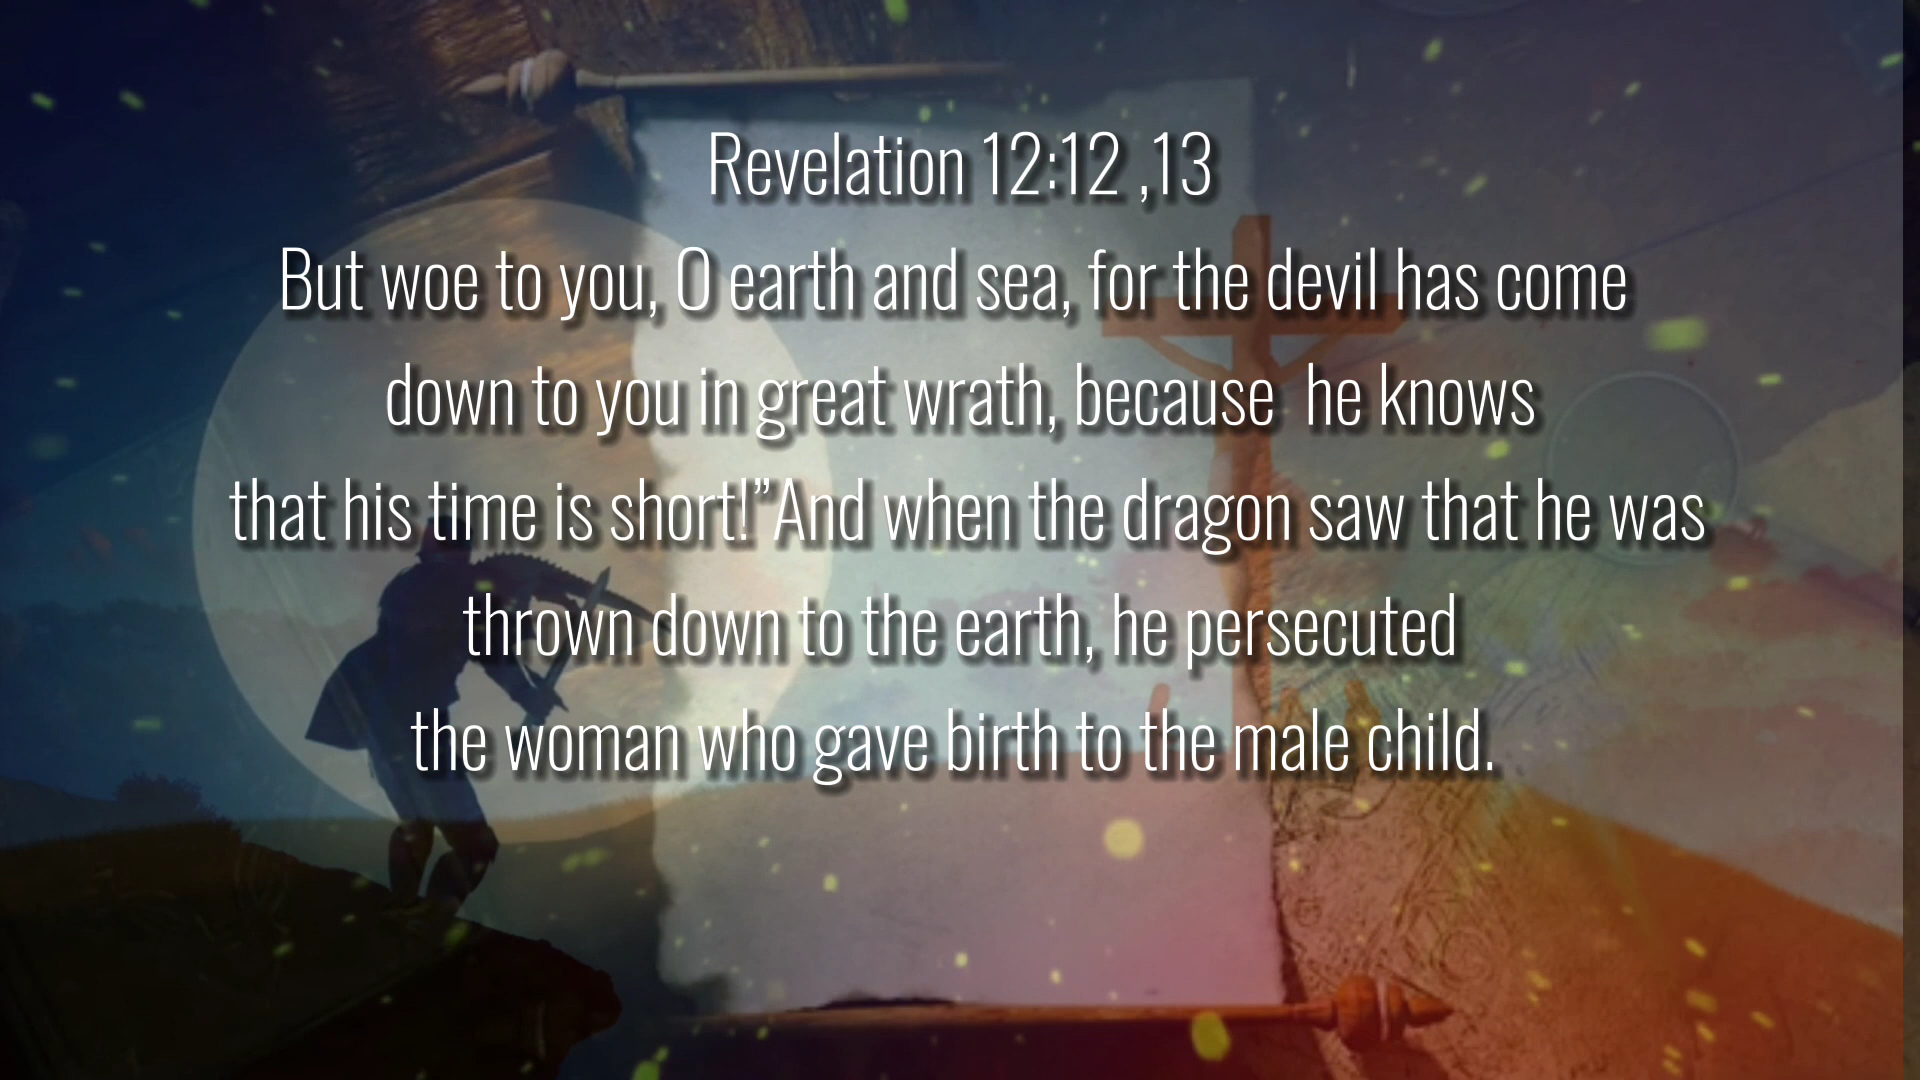 Revelation 12:12 ,13
But woe to you, O earth and sea, for the devil has come
down to you in great wrath, because  he knows
that his time is short!”And when the dragon saw that he was
thrown down to the earth, he persecuted
the woman who gave birth to the male child.